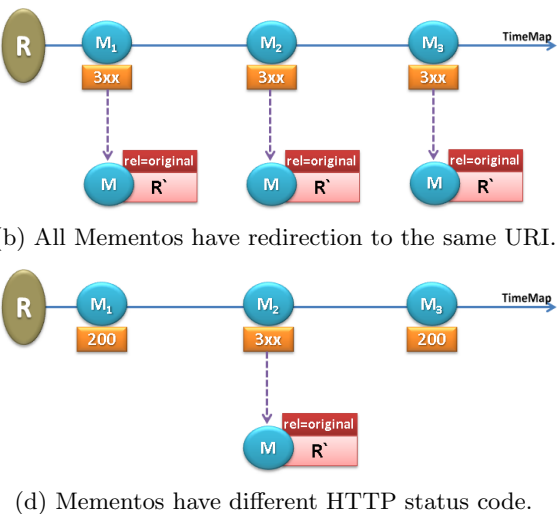 R M₁ M₂ M₃ TimeMap
3xx 3xx 3xx
rel=original rel=original rel=original
M R` M R` M R`
b) All Mementos have redirection to the same URI.
R M₁ M₂ M₃ TimeMap
200 3xx 200
rel=original
M R`
(d) Mementos have different HTTP status code.